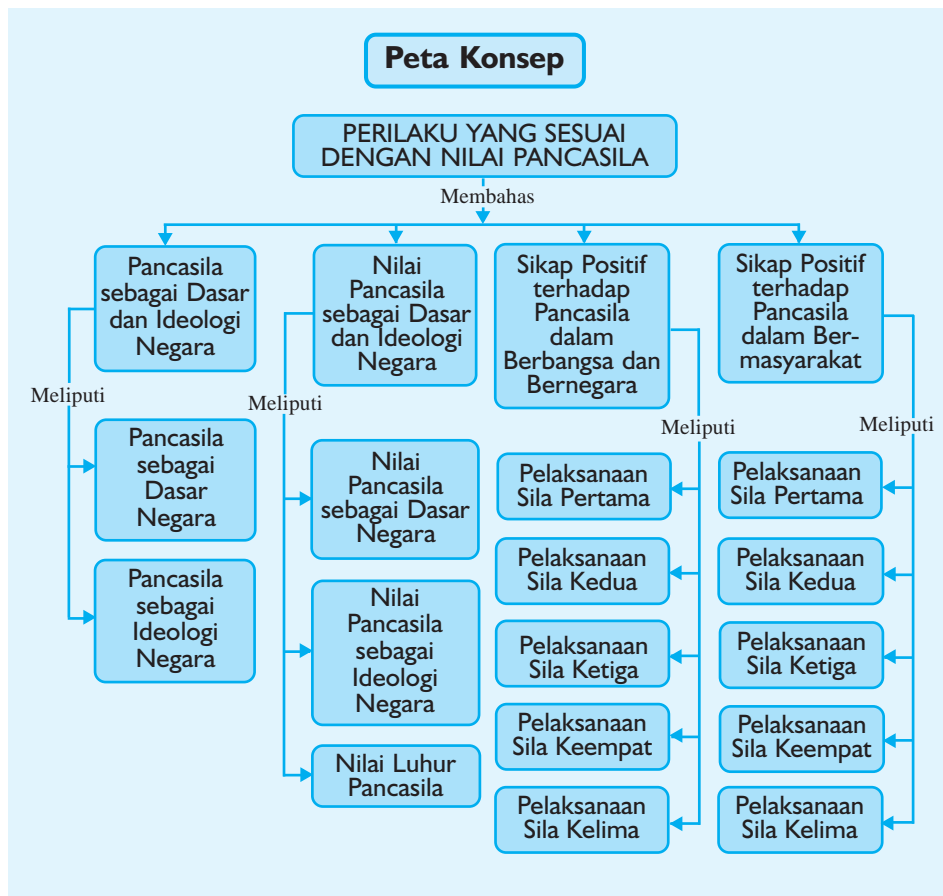 Peta Konsep
PERILAKU YANG SESUAI
DENGAN NILAI PANCASILA
Membahas
Pancasila
sebagai Dasar
dan Ideologi
Negara
Meliputi
Pancasila
sebagai
Dasar
Negara
Pancasila
sebagai
Ideologi
Negara
Nilai
Pancasila
sebagai Dasar
dan Ideologi
Negara
Meliputi
Nilai
Pancasila
sebagai Dasar
Negara
Nilai
Pancasila
sebagai
Ideologi
Negara
Nilai Luhur
Pancasila
Sikap Positif
terhadap
Pancasila
dalam
Berbangsa dan
Bernegara
Meliputi
Pelaksanaan
Sila Pertama
Pelaksanaan
Sila Kedua
Pelaksanaan
Sila Ketiga
Pelaksanaan
Sila Keempat
Pelaksanaan
Sila Kelima
Sikap Positif
terhadap
Pancasila
dalam Ber-
masyarakat
Meliputi
Pelaksanaan
Sila Pertama
Pelaksanaan
Sila Kedua
Pelaksanaan
Sila Ketiga
Pelaksanaan
Sila Keempat
Pelaksanaan
Sila Kelima